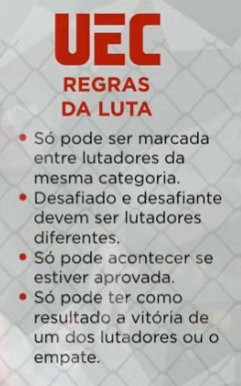 UEC
REGRAS
DA LUTA
• Só pode ser marcada
entre lutadores da
mesma categoria.
• Desafiado e desafiante
devem ser lutadores
diferentes.
• Só pode acontecer se
estiver aprovada.
• Só pode ter como
resultado a vitória de
um dos lutadores ou o
empate.